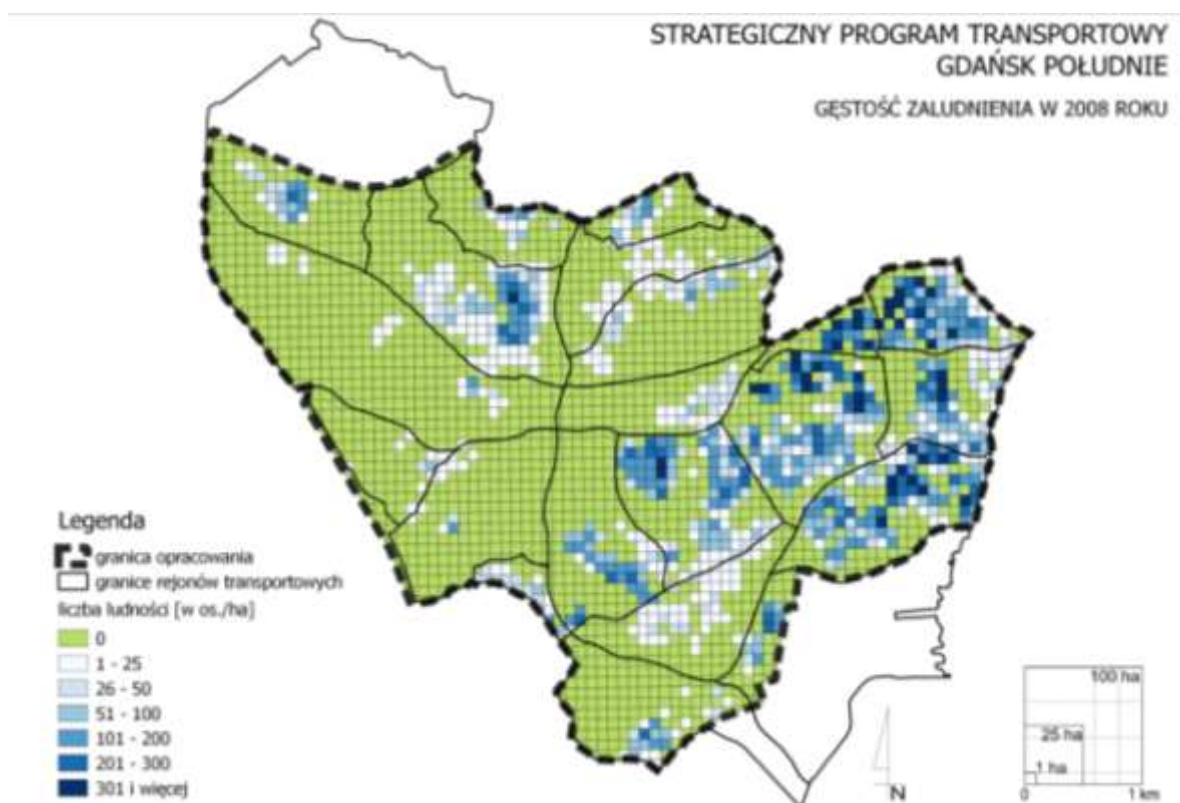 STRATEGICZNY PROGRAM TRANSPORTOWY
GDAŃSK POŁUDNIE
GĘSTOŚĆ ZALUDNIENIA W 2008 ROKU
Legenda
granica opracowania
granice rejonów transportowych
liczba ludności [w os./ha]
0
1 - 25
26 - 50
51 - 100
101 - 200
201 - 300
301 i więcej
N
100 ha
25 ha
1 ha
0 1 km